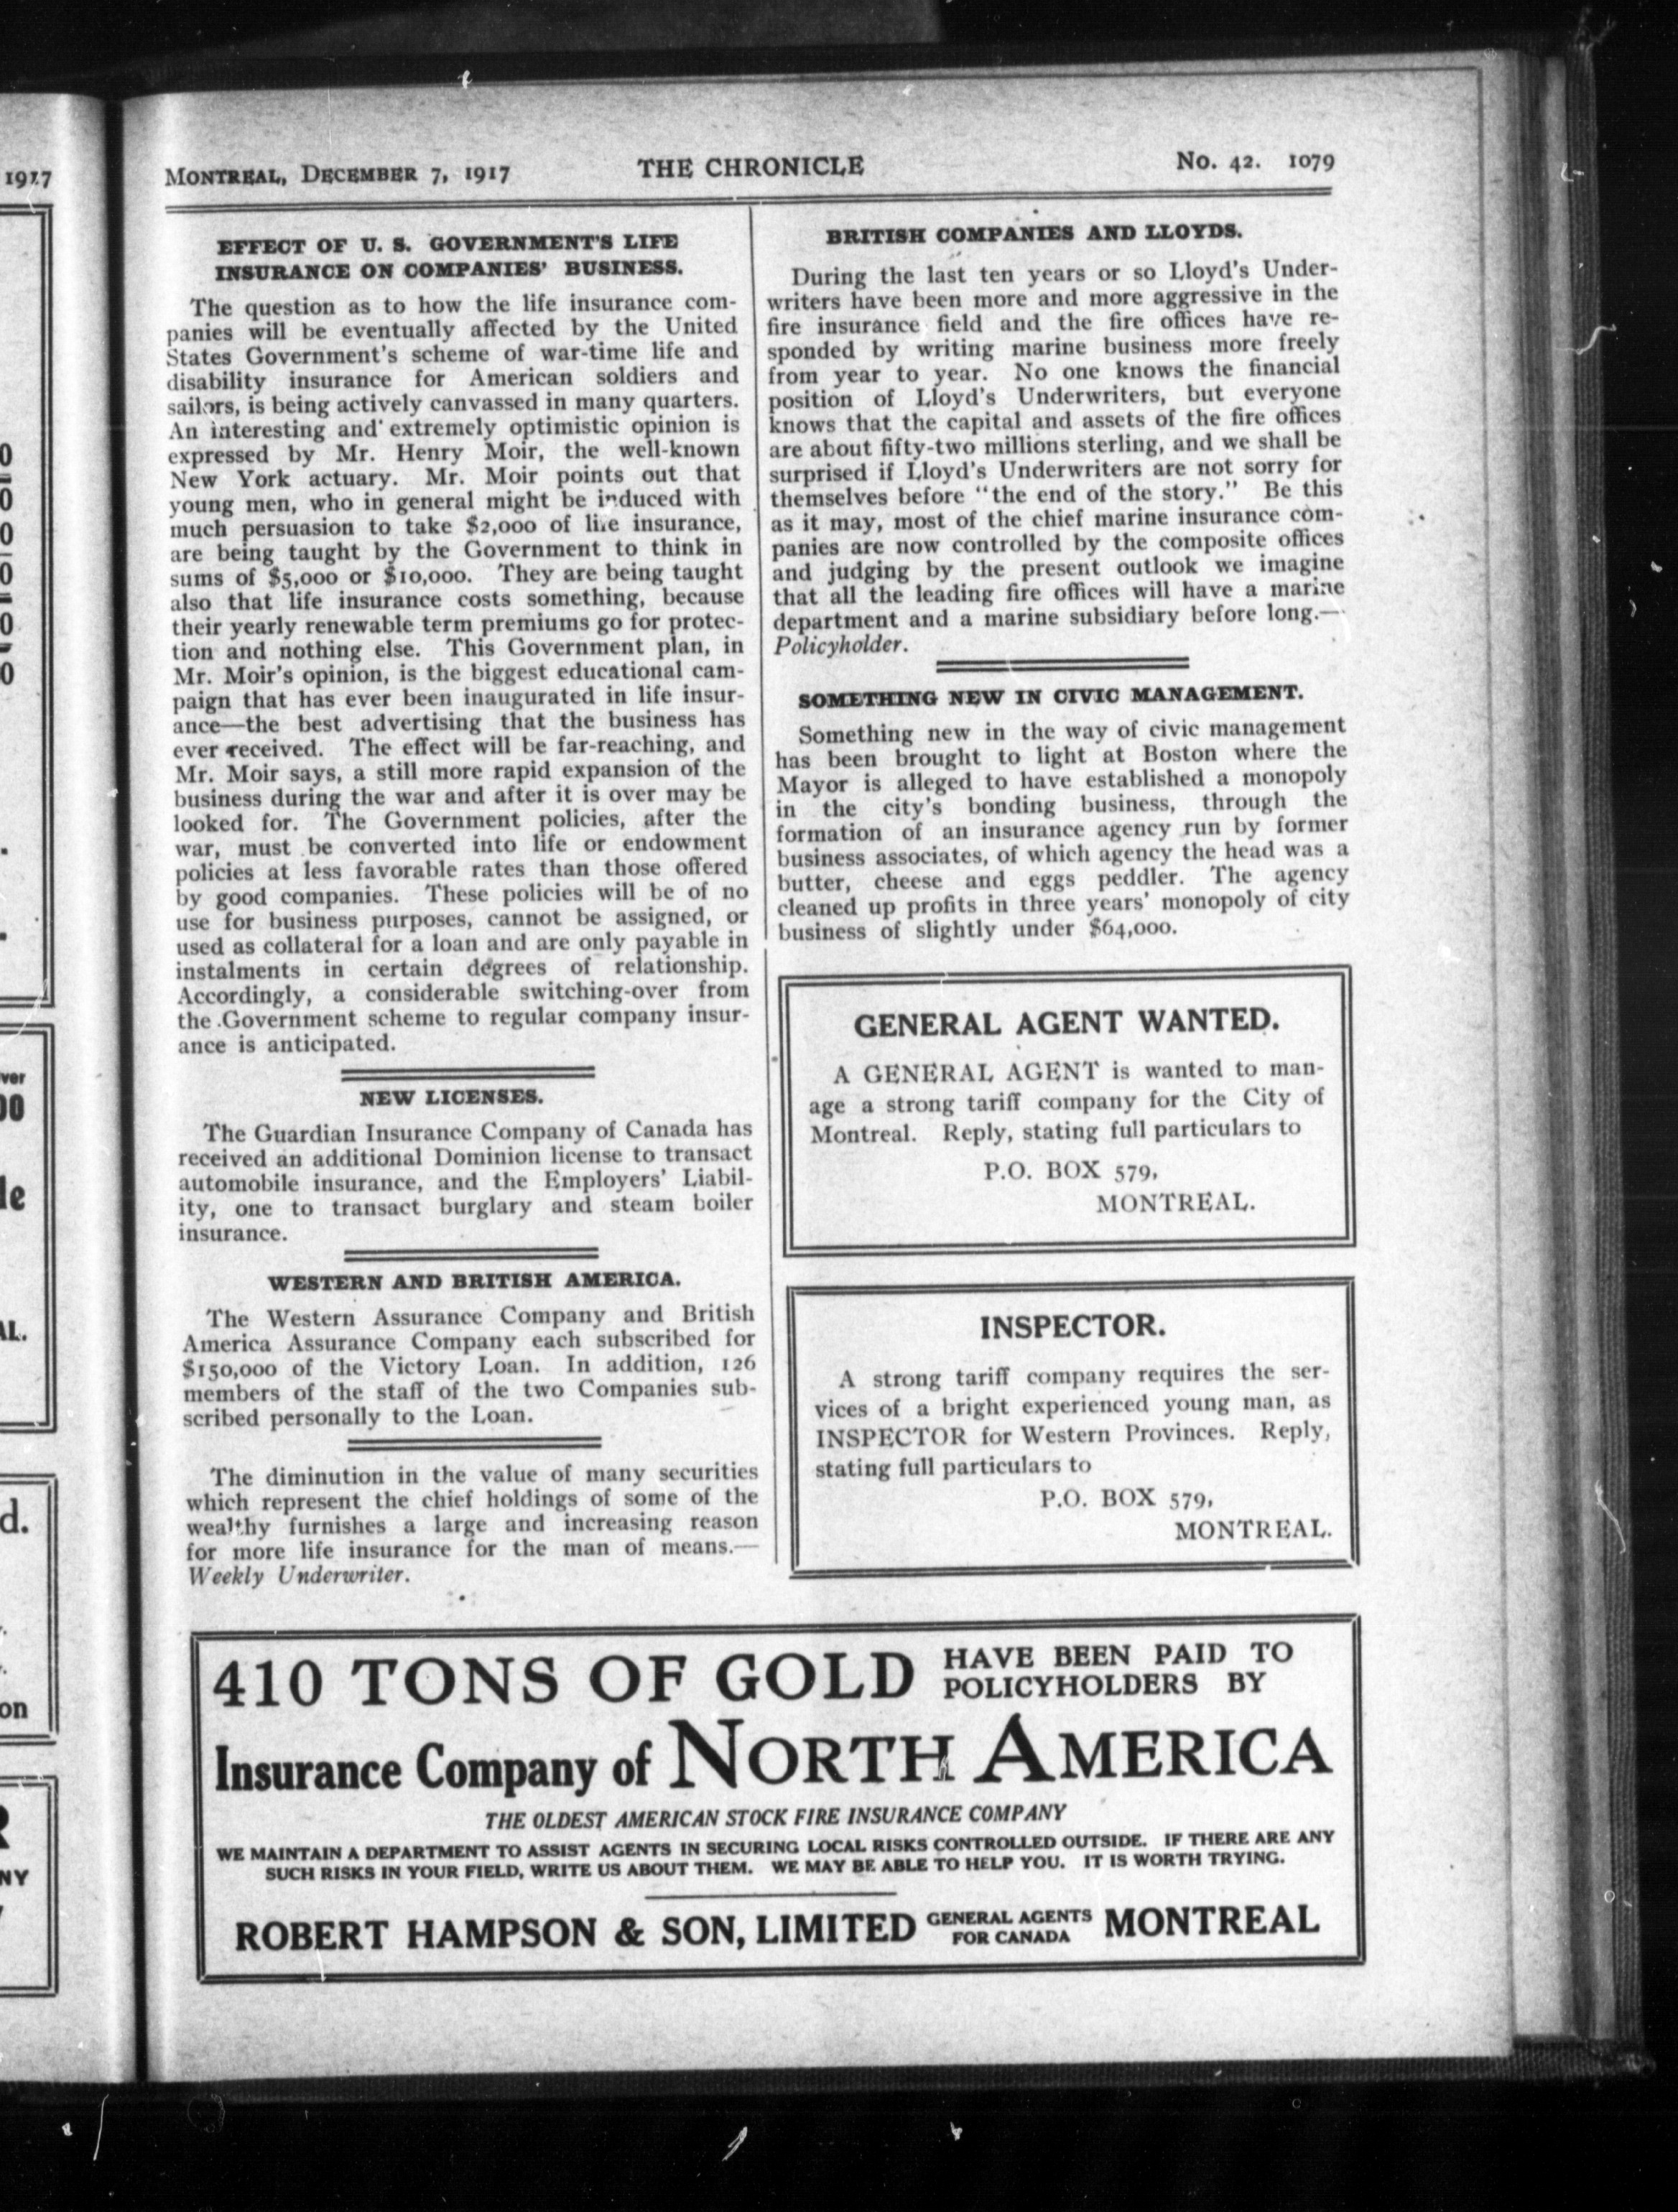 MONTREAL, DECEMBER 7, 1917
THE CHRONICLE
No. 42. 1079
EFFECT OF U. S. GOVERNMENT'S LIFE
INSURANCE ON COMPANIES' BUSINESS.
The question as to how the life insurance com-
panies will be eventually affected by the United
States Government's scheme of war-time life and
disability insurance for American soldiers and
sailors, is being actively canvassed in many quarters.
An interesting and extremely optimistic opinion is
expressed by Mr. Henry Moir, the well-known
New York actuary. Mr. Moir points out that
young men, who in general might be induced with
much persuasion to take $2,000 of life insurance,
are being taught by the Government to think in
sums of $5,000 or $10,000. They are being taught
also that life insurance costs something, because
their yearly renewable term premiums go for protec-
tion and nothing else. This Government plan, in
Mr. Moir's opinion, is the biggest educational cam-
paign that has ever been inaugurated in life insur-
ance—the best advertising that the business has
ever received. The effect will be far-reaching, and
Mr. Moir says, a still more rapid expansion of the
business during the war and after it is over may be
looked for. The Government policies, after the
war, must be converted into life or endowment
policies at less favorable rates than those offered
by good companies. These policies will be of no
use for business purposes, cannot be assigned, or
used as collateral for a loan and are only payable in
instalments in certain degrees of relationship.
Accordingly, a considerable switching-over from
the Government scheme to regular company insur-
ance is anticipated.
NEW LICENSES.
The Guardian Insurance Company of Canada has
received an additional Dominion license to transact
automobile insurance, and the Employers' Liabil-
ity, one to transact burglary and steam boiler
insurance.
WESTERN AND BRITISH AMERICA.
The Western Assurance Company and British
America Assurance Company each subscribed for
$150,000 of the Victory Loan. In addition, 126
members of the staff of the two Companies sub-
scribed personally to the Loan.
The diminution in the value of many securities
which represent the chief holdings of some of the
wealthy furnishes a large and increasing reason
for more life insurance for the man of means.—
Weekly Underwriter.
BRITISH COMPANIES AND LLOYDS.
During the last ten years or so Lloyd's Under-
writers have been more and more aggressive in the
fire insurance field and the fire offices have re-
sponded by writing marine business more freely
from year to year. No one knows the financial
position of Lloyd's Underwriters, but everyone
knows that the capital and assets of the fire offices
are about fifty-two millions sterling, and we shall be
surprised if Lloyd's Underwriters are not sorry for
themselves before "the end of the story." Be this
as it may, most of the chief marine insurance com-
panies are now controlled by the composite offices
and judging by the present outlook we imagine
that all the leading fire offices will have a marine
department and a marine subsidiary before long.—
Policyholder.
SOMETHING NEW IN CIVIC MANAGEMENT.
Something new in the way of civic management
has been brought to light at Boston where the
Mayor is alleged to have established a monopoly
in the city's bonding business, through the
formation of an insurance agency run by former
business associates, of which agency the head was a
butter, cheese and eggs peddler. The agency
cleaned up profits in three years' monopoly of city
business of slightly under $64,000.
GENERAL AGENT WANTED.
A GENERAL AGENT is wanted to man-
age a strong tariff company for the City of
Montreal. Reply, stating full particulars to
P.O. BOX 579,
MONTREAL.
INSPECTOR.
A strong tariff company requires the ser-
vices of a bright experienced young man, as
INSPECTOR for Western Provinces. Reply,
stating full particulars to
P.O. BOX 579,
MONTREAL.
410 TONS OF GOLD HAVE BEEN PAID TO
POLICYHOLDERS BY
Insurance Company of NORTH AMERICA
THE OLDEST AMERICAN STOCK FIRE INSURANCE COMPANY
WE MAINTAIN A DEPARTMENT TO ASSIST AGENTS IN SECURING LOCAL RISKS CONTROLLED OUTSIDE. IF THERE ARE ANY
SUCH RISKS IN YOUR FIELD, WRITE US ABOUT THEM. WE MAY BE ABLE TO HELP YOU. IT IS WORTH TRYING.
ROBERT HAMPSON & SON, LIMITED GENERAL AGENTS
FOR CANADA MONTREAL